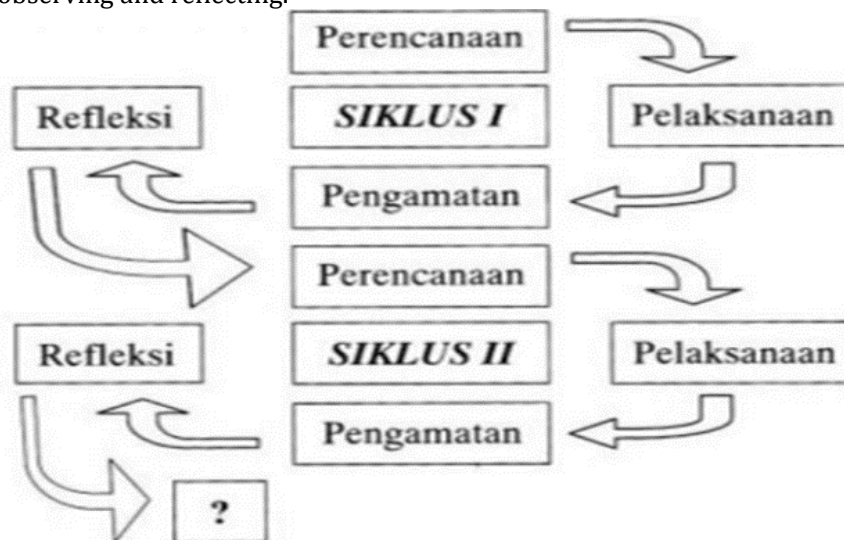 observing and reflecting.
Perencanaan
Refleksi
SIKLUS I
Pelaksanaan
Pengamatan
Perencanaan
Refleksi
SIKLUS II
Pelaksanaan
Pengamatan
?